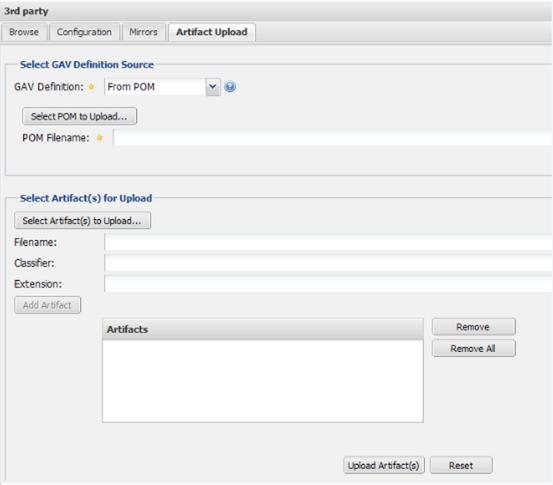 3rd party
Browse Configuration Mirrors Artifact Upload
Select GAV Definition Source
GAV Definition: From POM
Select POM to Upload...
POM Filename:
Select Artifact(s) for Upload
Select Artifact(s) to Upload...
Filename:
Classifier:
Extension:
Add Artifact
Artifacts Remove
Remove All
Upload Artifact(s) Reset